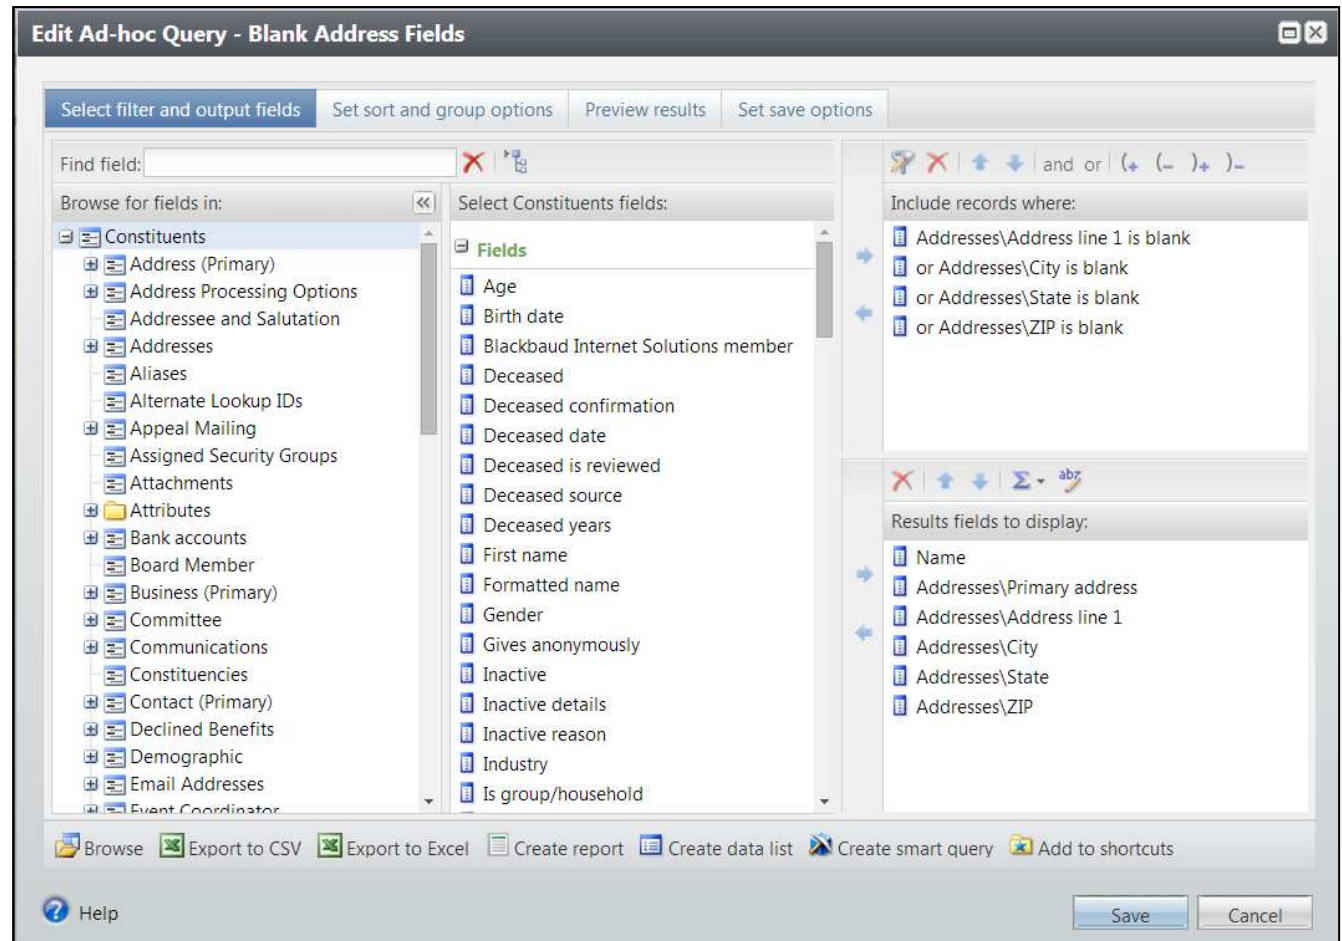 Edit Ad-hoc Query - Blank Address Fields
Select filter and output fields
Set sort and group options
Preview results
Set save options
Find field:
Browse for fields in:
Constituents
Address (Primary)
Address Processing Options
Addressee and Salutation
Addresses
Aliases
Alternate Lookup IDs
Appeal Mailing
Assigned Security Groups
Attachments
Attributes
Bank accounts
Board Member
Business (Primary)
Committee
Communications
Constituencies
Contact (Primary)
Declined Benefits
Demographic
Email Addresses
Event Coordinator
Select Constituents fields:
Fields
Age
Birth date
Blackbaud Internet Solutions member
Deceased
Deceased confirmation
Deceased date
Deceased is reviewed
Deceased source
Deceased years
First name
Formatted name
Gender
Gives anonymously
Inactive
Inactive details
Inactive reason
Industry
Is group/household
and or (+ (- )+ )-
Include records where:
Addresses\Address line 1 is blank
or Addresses\City is blank
or Addresses\State is blank
or Addresses\ZIP is blank
Σ abz
Results fields to display:
Name
Addresses\Primary address
Addresses\Address line 1
Addresses\City
Addresses\State
Addresses\ZIP
Browse
Export to CSV
Export to Excel
Create report
Create data list
Create smart query
Add to shortcuts
Help
Save
Cancel